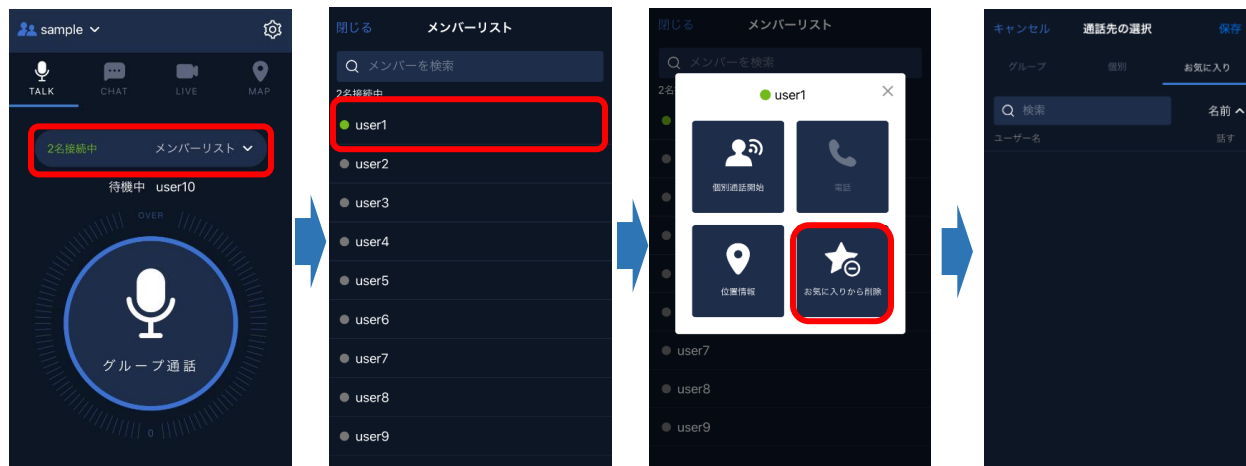 sample
TALK
CHAT
LIVE
MAP
2名接続中 メンバーリスト
待機中 user10
OVER
グループ通話
0
閉じる メンバーリスト
メンバーを検索
2名接続中
user1
user2
user3
user4
user5
user6
user7
user8
user9
閉じる メンバーリスト
メンバーを検索
2名
user1
個別通話開始
電話
位置情報
お気に入りから削除
user7
user8
user9
キャンセル 通話先の選択 保存
グループ 個別 お気に入り
検索 名前
ユーザー名 話す